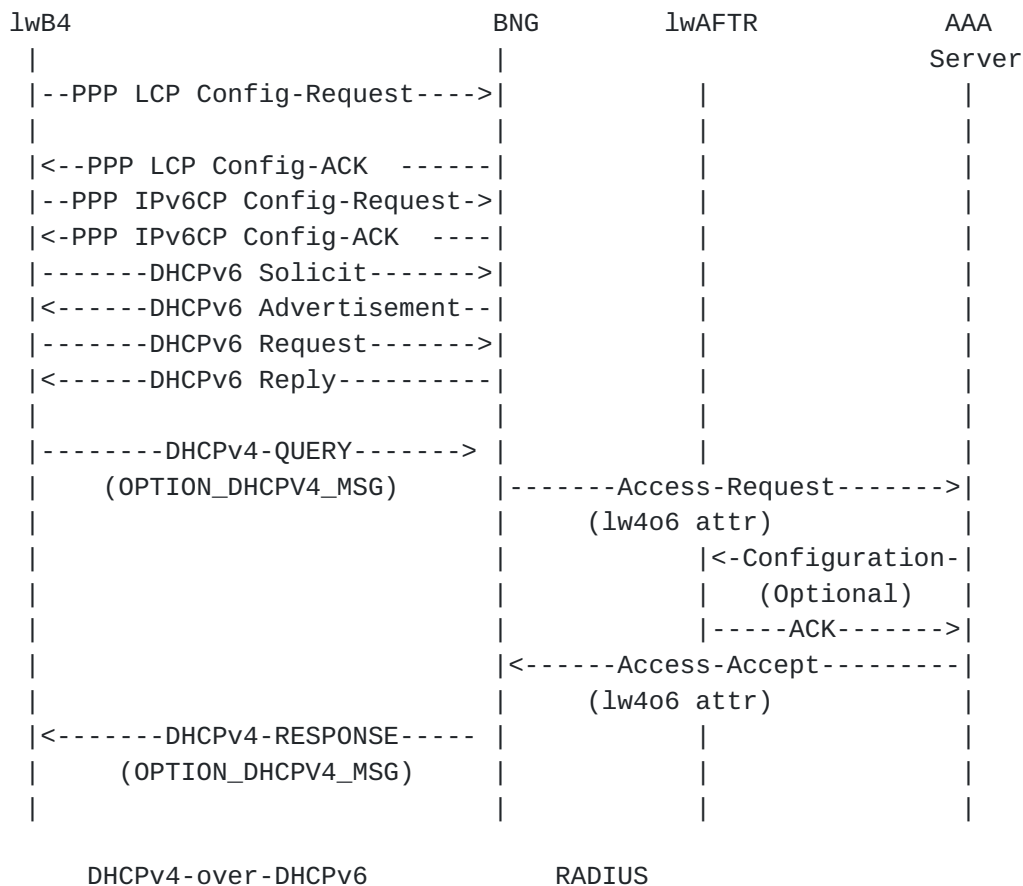 lwB4                          BNG        lwAFTR           AAA
 |                            |                          Server
 |--PPP LCP Config-Request---->|            |               |
 |                            |            |               |
 |<--PPP LCP Config-ACK  ------|            |               |
 |--PPP IPv6CP Config-Request->|            |               |
 |<-PPP IPv6CP Config-ACK  ----|            |               |
 |-------DHCPv6 Solicit------->|            |               |
 |<------DHCPv6 Advertisement--|            |               |
 |-------DHCPv6 Request------->|            |               |
 |<------DHCPv6 Reply----------|            |               |
 |                            |            |               |
 |--------DHCPv4-QUERY-------> |            |               |
 |    (OPTION_DHCPV4_MSG)      |-------Access-Request------->|
 |                            |     (lw4o6 attr)           |
 |                            |            |<-Configuration-|
 |                            |            |   (Optional)  |
 |                            |            |-----ACK------->|
 |                            |<------Access-Accept---------|
 |                            |     (lw4o6 attr)           |
 |<-------DHCPv4-RESPONSE----- |            |               |
 |     (OPTION_DHCPV4_MSG)     |            |               |
 |                            |            |               |
DHCPv4-over-DHCPv6            RADIUS